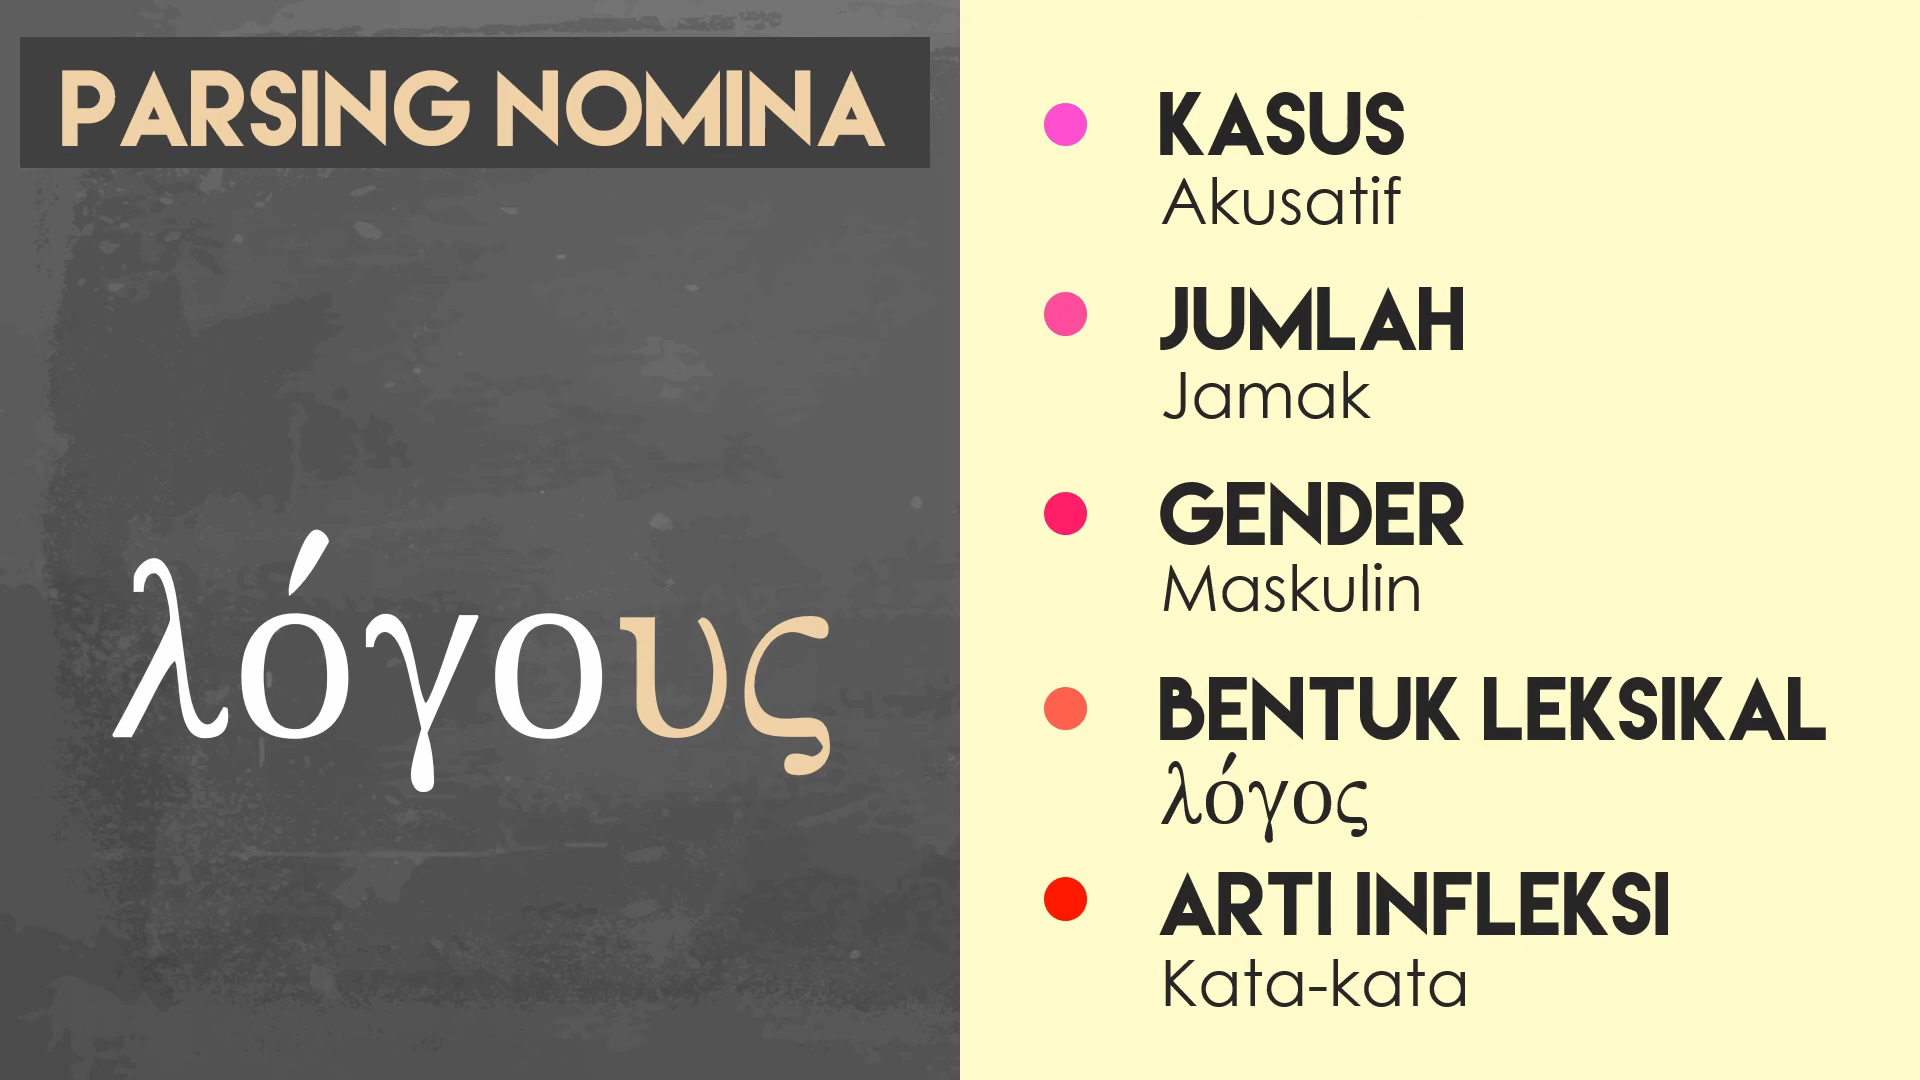 PARSING NOMINA
λόγους
KASUS
Akusatif
JUMLAH
Jamak
GENDER
Maskulin
BENTUK LEKSIKAL
λόγος
ARTI INFLEKSI
Kata-kata